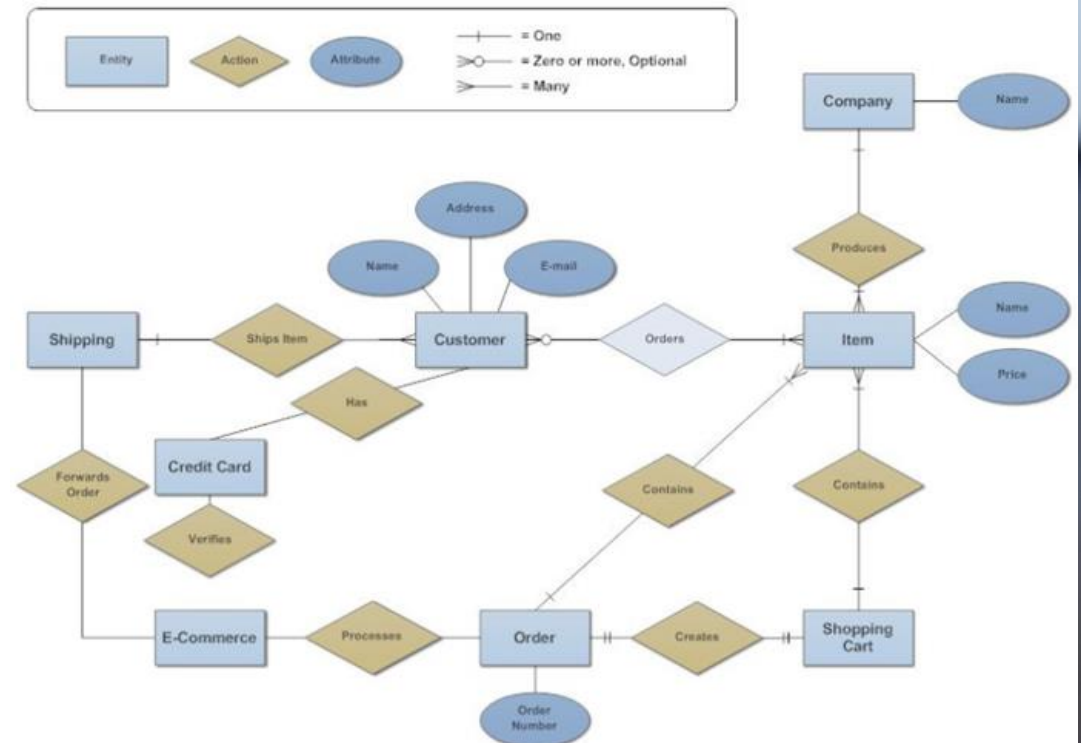 Entity
Action
Attribute
= One
= Zero or more, Optional
= Many
Company
Name
Produces
Address
Name
E-mail
Shipping
Ships Item
Customer
Orders
Item
Name
Price
Has
Credit Card
Forwards
Order
Verifies
Contains
Contains
E-Commerce
Processes
Order
Creates
Shopping
Cart
Order
Number